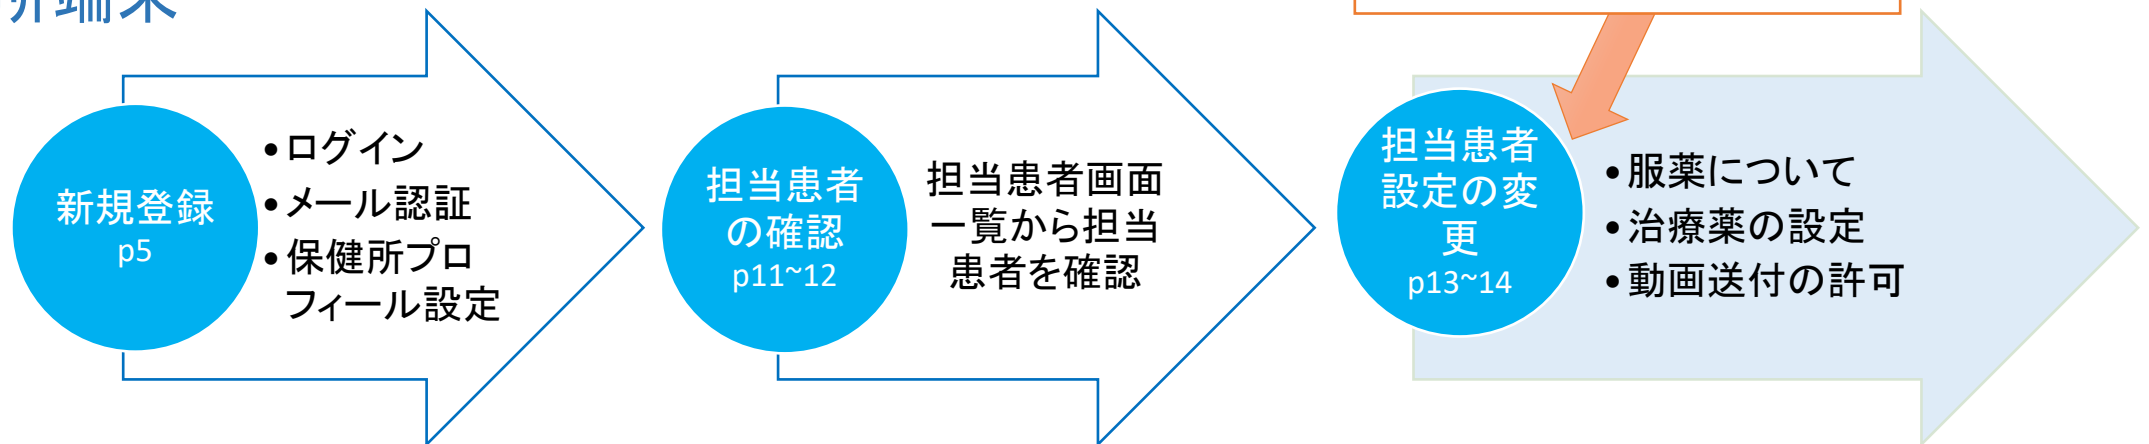 端末
新規登録
p5
•ログイン
•メール認証
•保健所プロ
フィール設定
担当患者
の確認
p11~12
担当患者画面
一覧から担当
患者を確認
担当患者
設定の変
更
p13~14
•服薬について
•治療薬の設定
•動画送付の許可